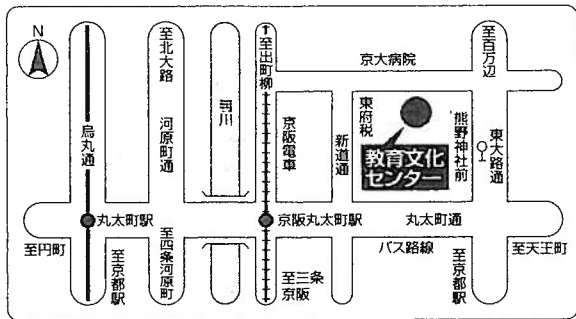 N
至北大路
河原町通
至四条河原町
烏丸通
丸太町駅
至円町
至京都駅
川
至出町柳
京阪電車
京阪丸太町駅
至三条
京阪
京大病院
新道通
東府税
教育文化
センター
熊野神社前
至百万辺
東大路通
丸太町通
バス路線
至京都駅
至天王町